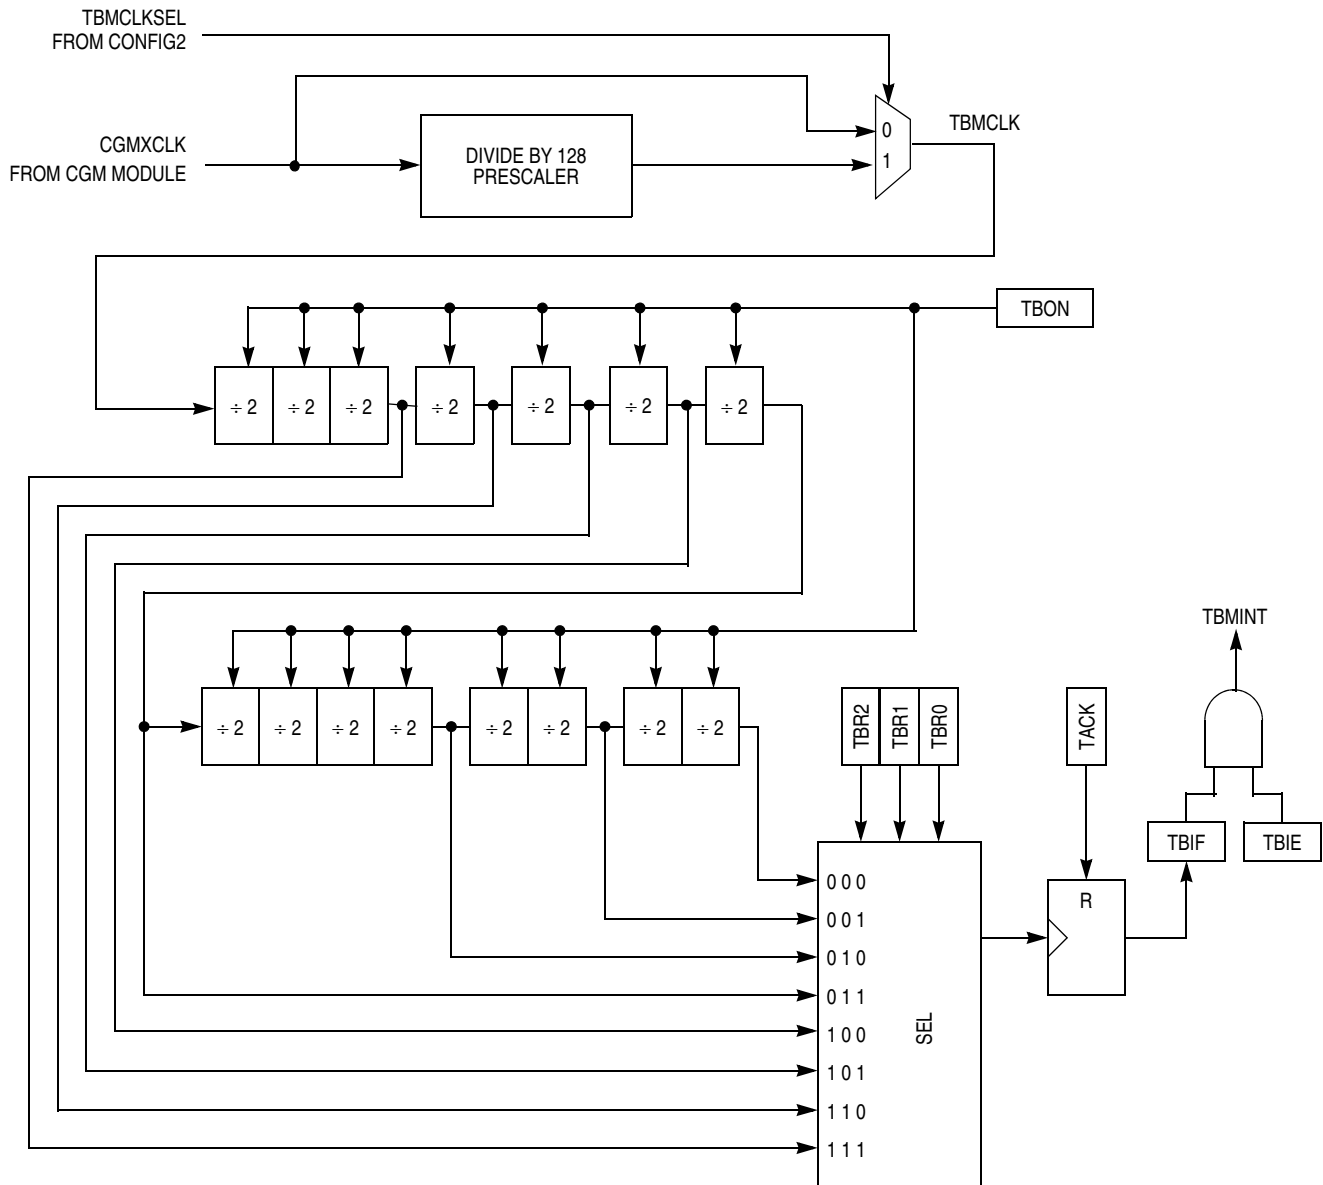 TBMCLKSEL
FROM CONFIG2
CGMXCLK
FROM CGM MODULE
DIVIDE BY 128
PRESCALER
0
1
TBMCLK
TBON
÷ 2
÷ 2
÷ 2
÷ 2
÷ 2
÷ 2
÷ 2
TBMINT
÷ 2
÷ 2
÷ 2
÷ 2
÷ 2
÷ 2
÷ 2
÷ 2
TBR2
TBR1
TBR0
TACK
TBIF
TBIE
R
0 0 0
0 0 1
0 1 0
0 1 1
1 0 0
1 0 1
1 1 0
1 1 1
SEL